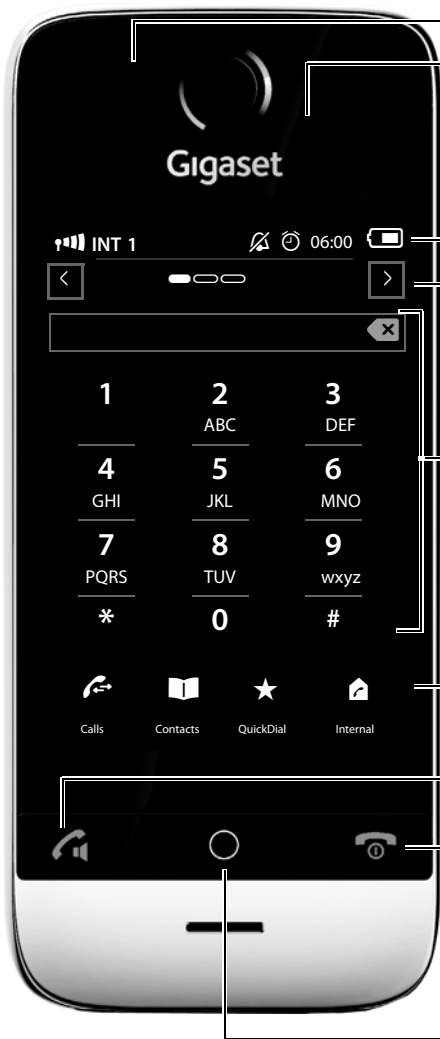 Gigaset
INT 1 06:00
1 2 3
ABC DEF
4 5 6
GHI JKL MNO
7 8 9
PQRS TUV wxyz
* 0 #
Calls Contacts QuickDial Internal